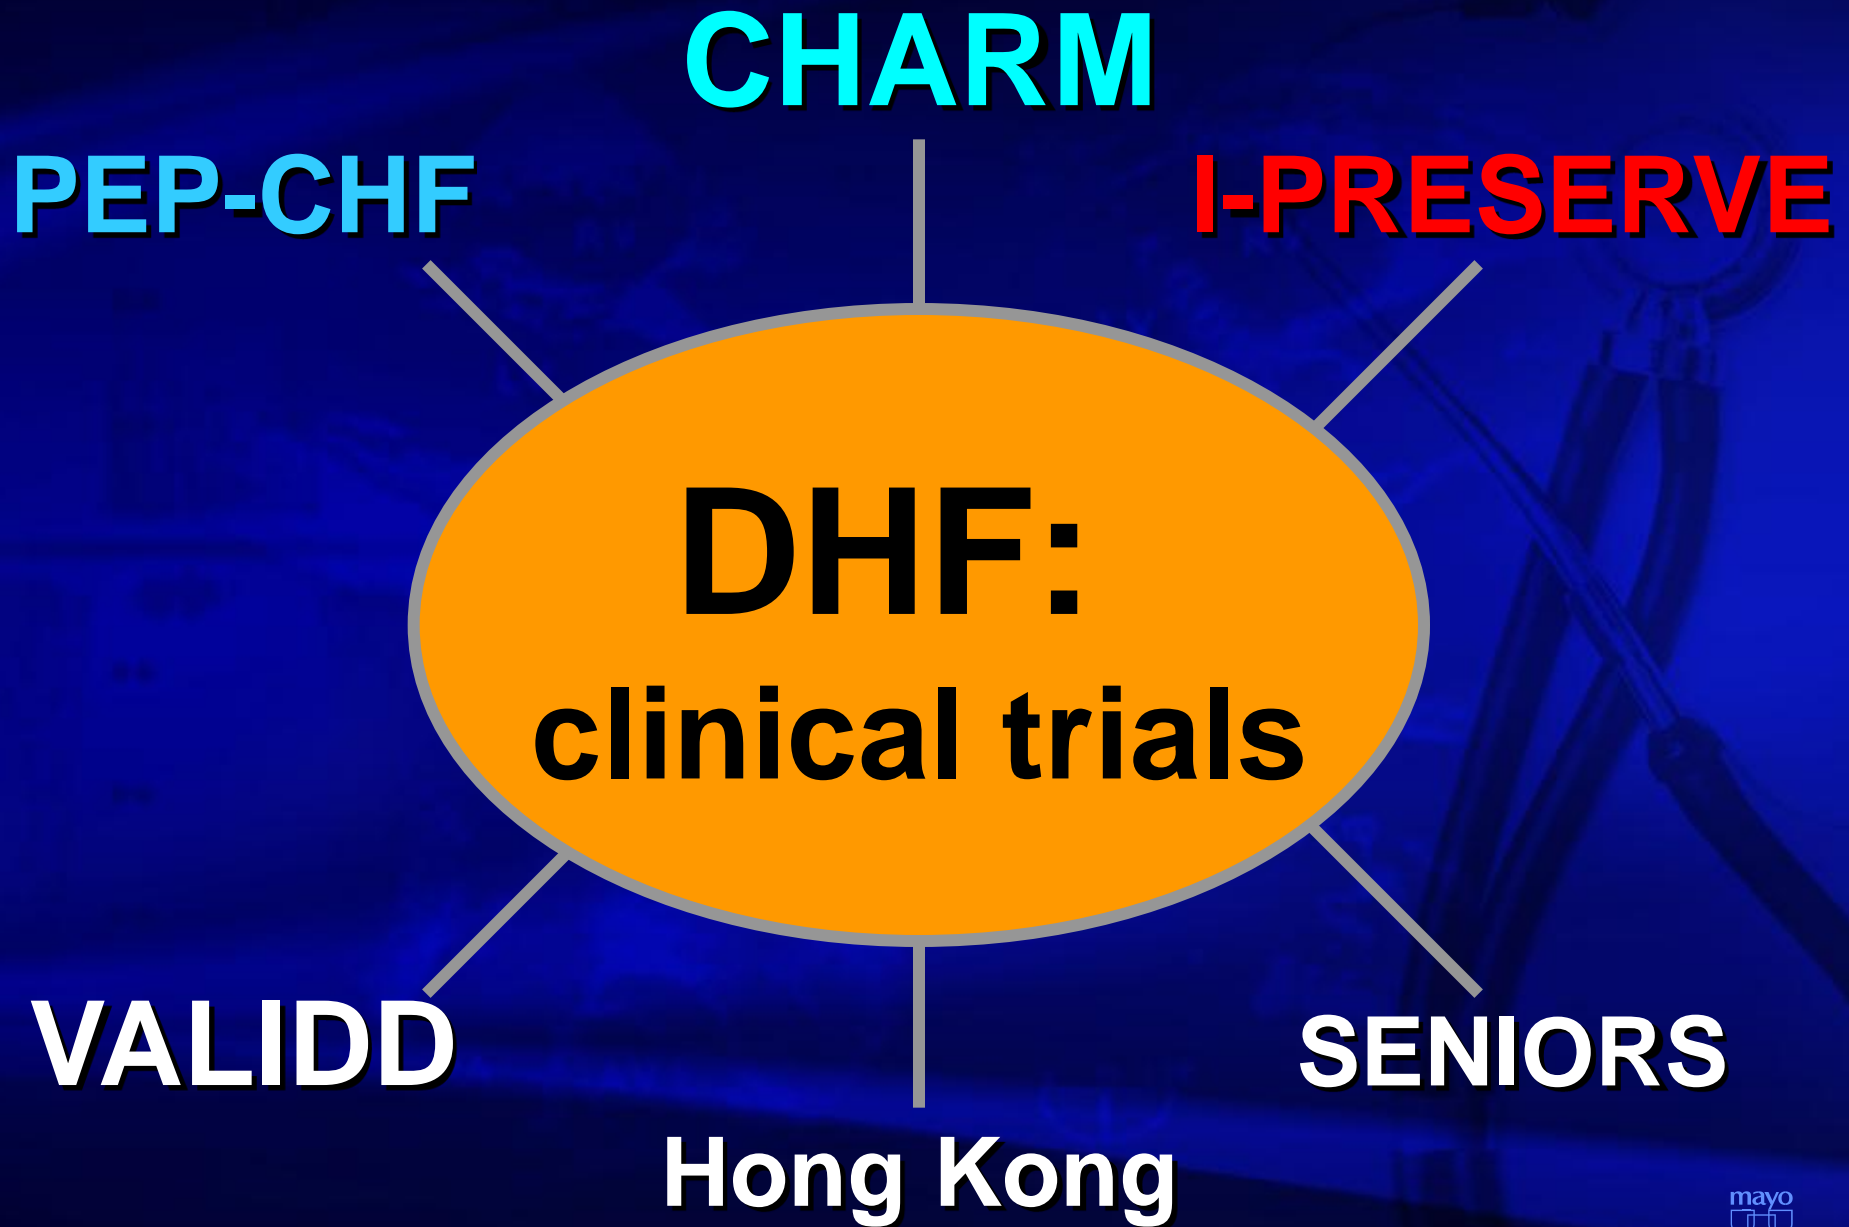 CHARM
PEP-CHF
I-PRESERVE
DHF:
clinical trials
VALIDD
SENIORS
Hong Kong
mayo